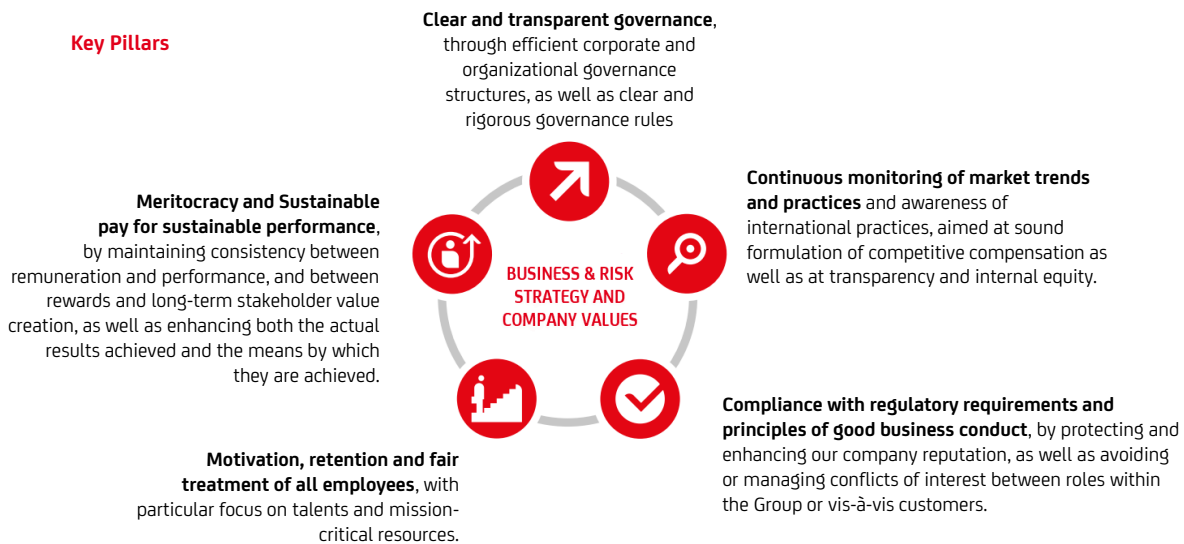 Key Pillars
Clear and transparent governance,
through efficient corporate and
organizational governance
structures, as well as clear and
rigorous governance rules
Continuous monitoring of market trends
and practices and awareness of
international practices, aimed at sound
formulation of competitive compensation as
well as at transparency and internal equity.
Compliance with regulatory requirements and
principles of good business conduct, by protecting and
enhancing our company reputation, as well as avoiding
or managing conflicts of interest between roles within
the Group or vis-à-vis customers.
Motivation, retention and fair
treatment of all employees, with
particular focus on talents and mission-
critical resources.
Meritocracy and Sustainable
pay for sustainable performance,
by maintaining consistency between
remuneration and performance, and between
rewards and long-term stakeholder value
creation, as well as enhancing both the actual
results achieved and the means by which
they are achieved.
BUSINESS & RISK
STRATEGY AND
COMPANY VALUES